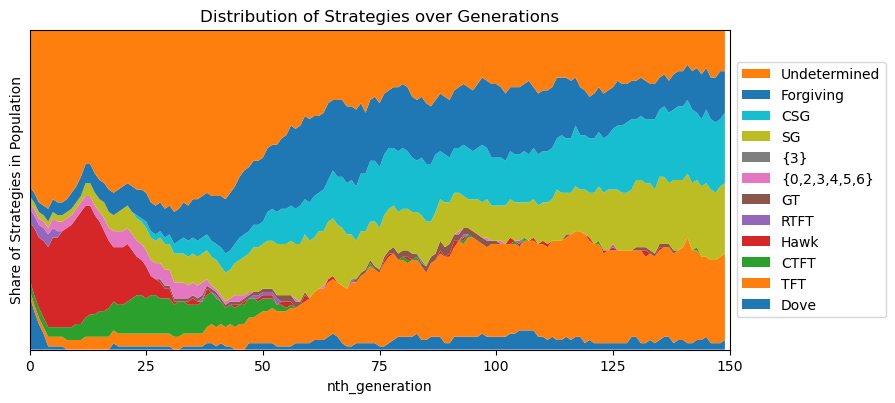 Distribution of Strategies over Generations
Share of Strategies in Population
Undetermined
Forgiving
CSG
SG
{3}
{0,2,3,4,5,6}
GT
RTFT
Hawk
CTFT
TFT
Dove
0 25 50 75 100 125 150
nth_generation